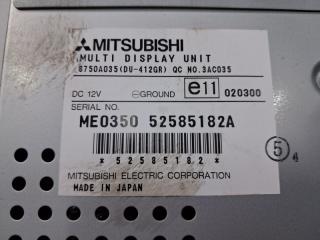 MITSUBISHI
MULTI DISPLAY UNIT
8750A035(DU-412GR) QC NO.3AC035
DC 12V ⊖GROUND e11 020300
SERIAL NO.
ME0350 52585182A
*52585182*
MITSUBISHI ELECTRIC CORPORATION
MADE IN JAPAN
5 4